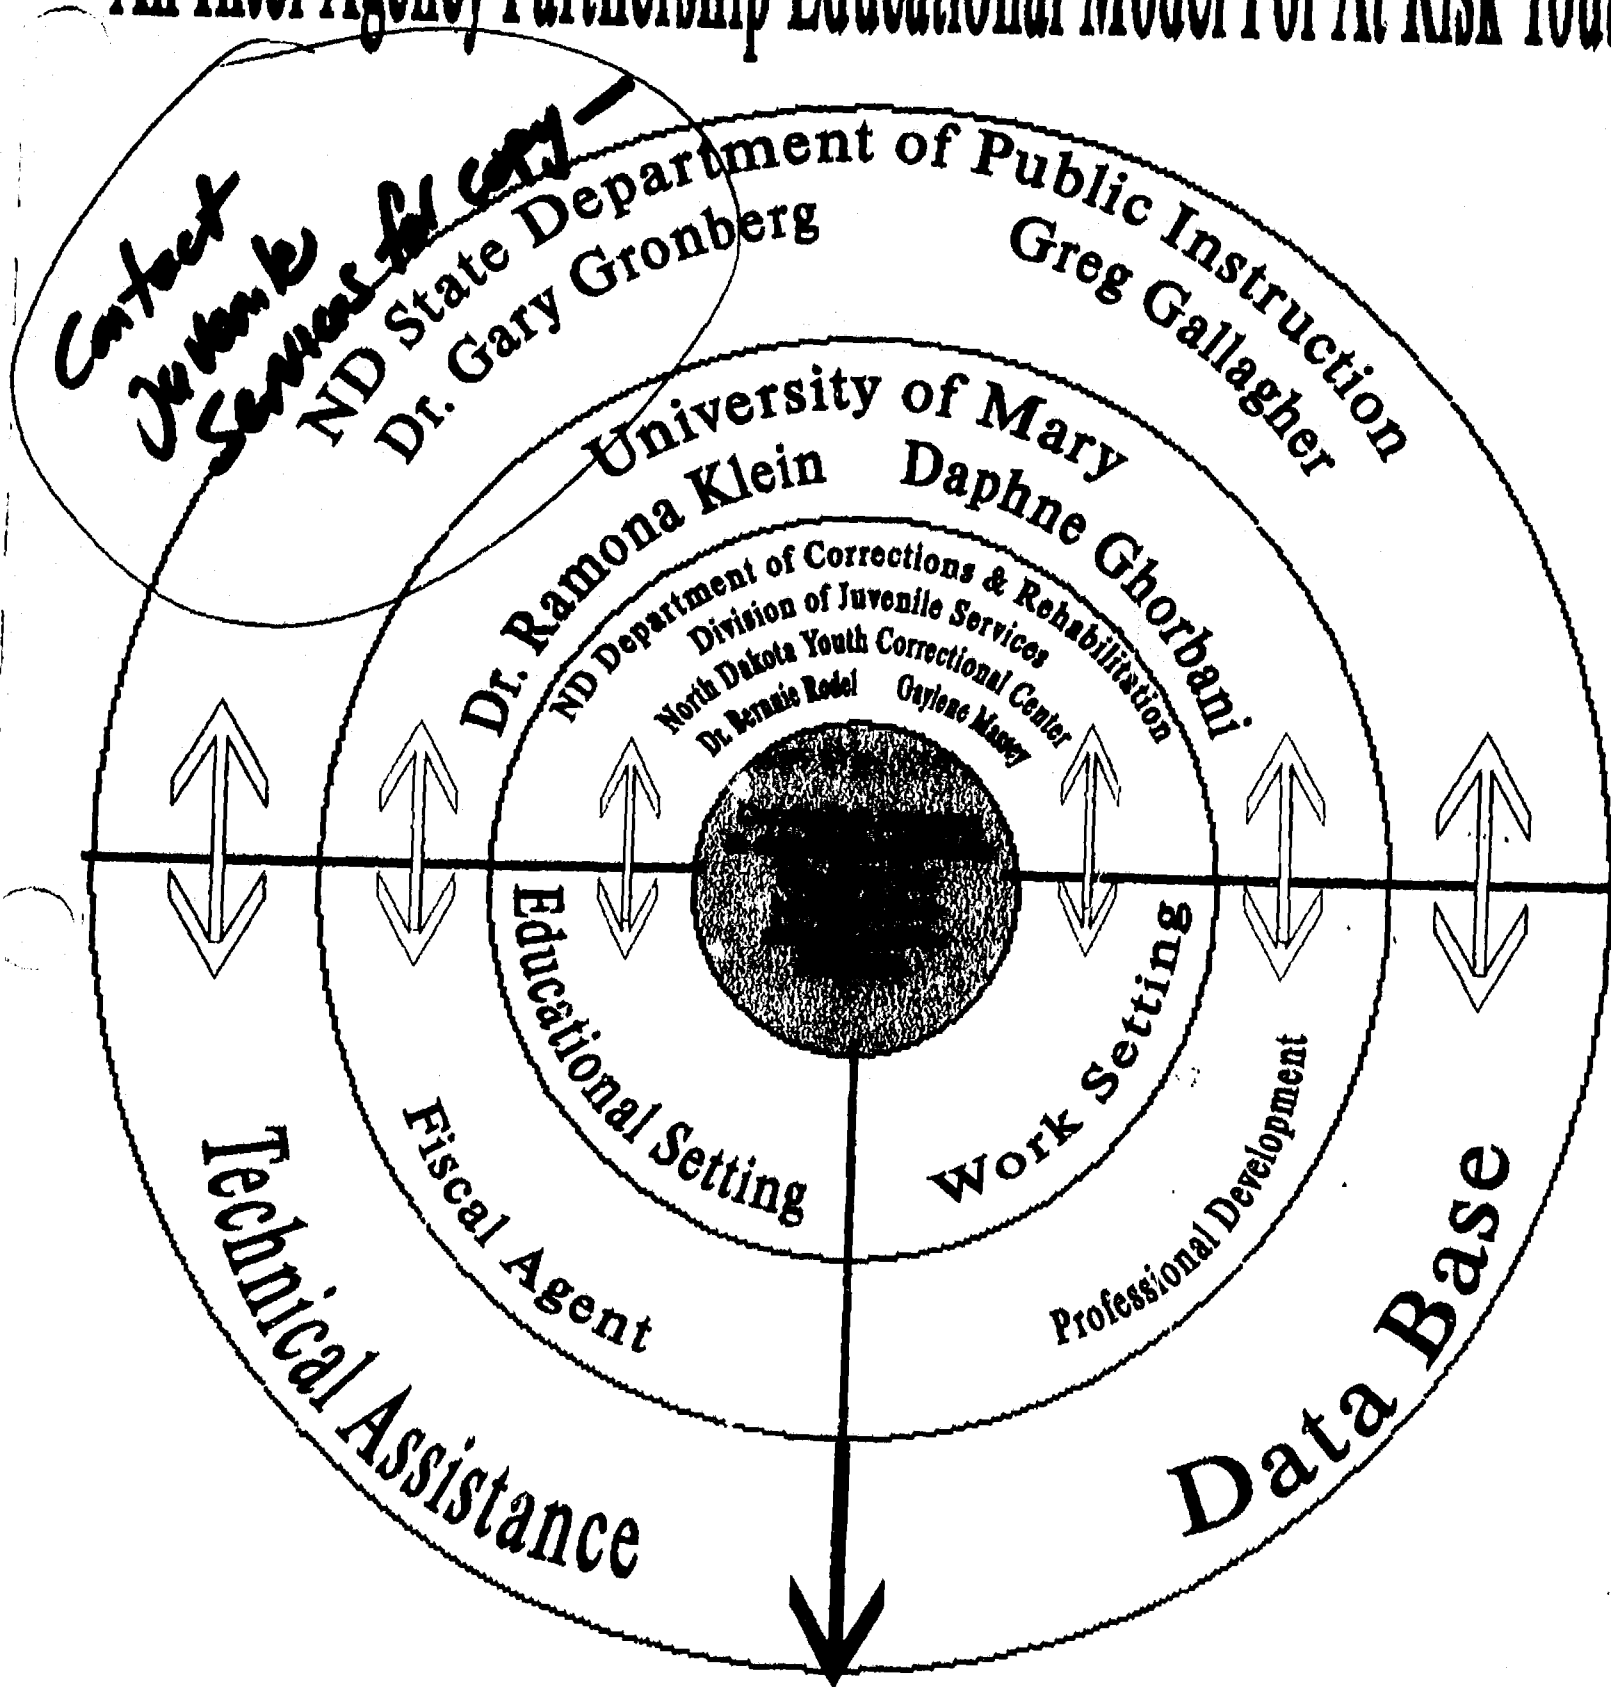 An Inter Agency Partnership Educational Model For At Risk
Contact
Juvenile
Services for copy –
ND State Department of Public Instruction
Dr. Gary Gronberg Greg Gallagher
University of Mary
Dr. Ramona Klein Daphne Ghorbani
ND Department of Corrections & Rehabilitation
Division of Juvenile Services
North Dakota Youth Correctional Center
Dr. Bernnie Rodel Gaylene Massey
Educational Setting
Work Setting
Fiscal Agent
Professional Development
Technical Assistance
Data Base